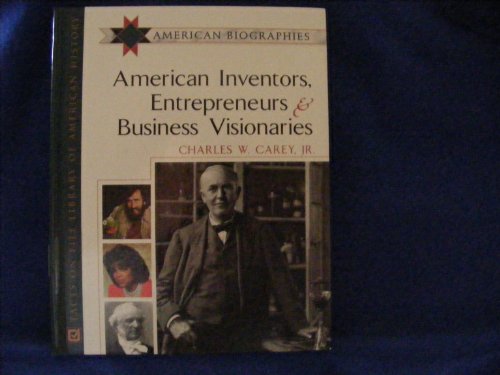 AMERICAN BIOGRAPHIES
American Inventors,
Entrepreneurs &
Business Visionaries
CHARLES W. CAREY, JR.
FACTS ON FILE LIBRARY OF AMERICAN HISTORY